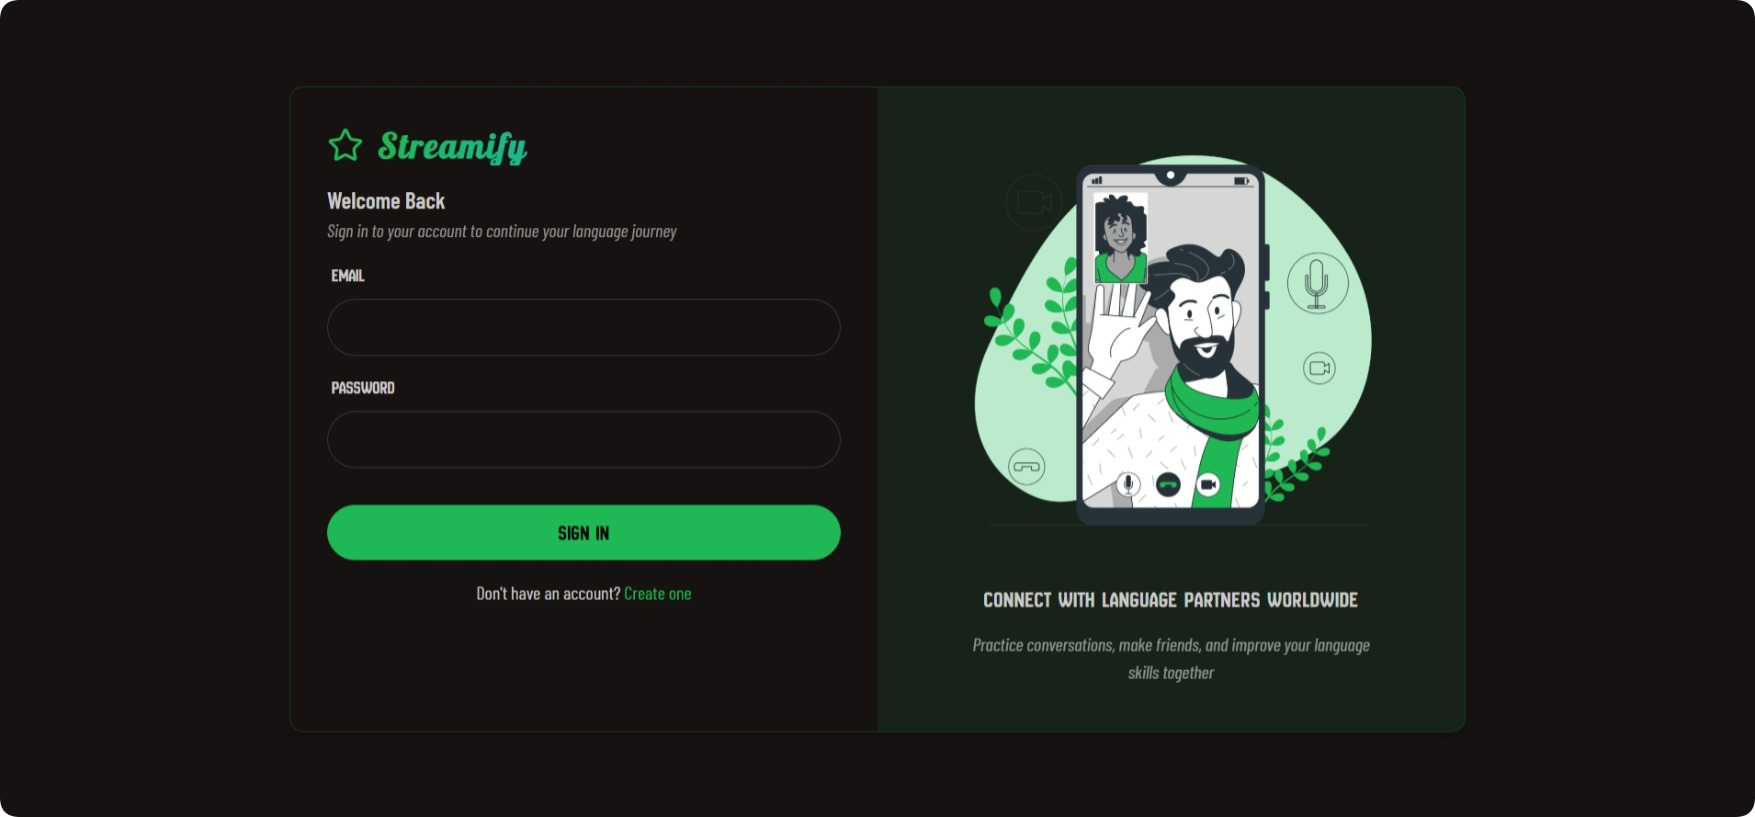 Streamify
Welcome Back
Sign in to your account to continue your language journey
EMAIL
PASSWORD
SIGN IN
Don't have an account? Create one
CONNECT WITH LANGUAGE PARTNERS WORLDWIDE
Practice conversations, make friends, and improve your language
skills together